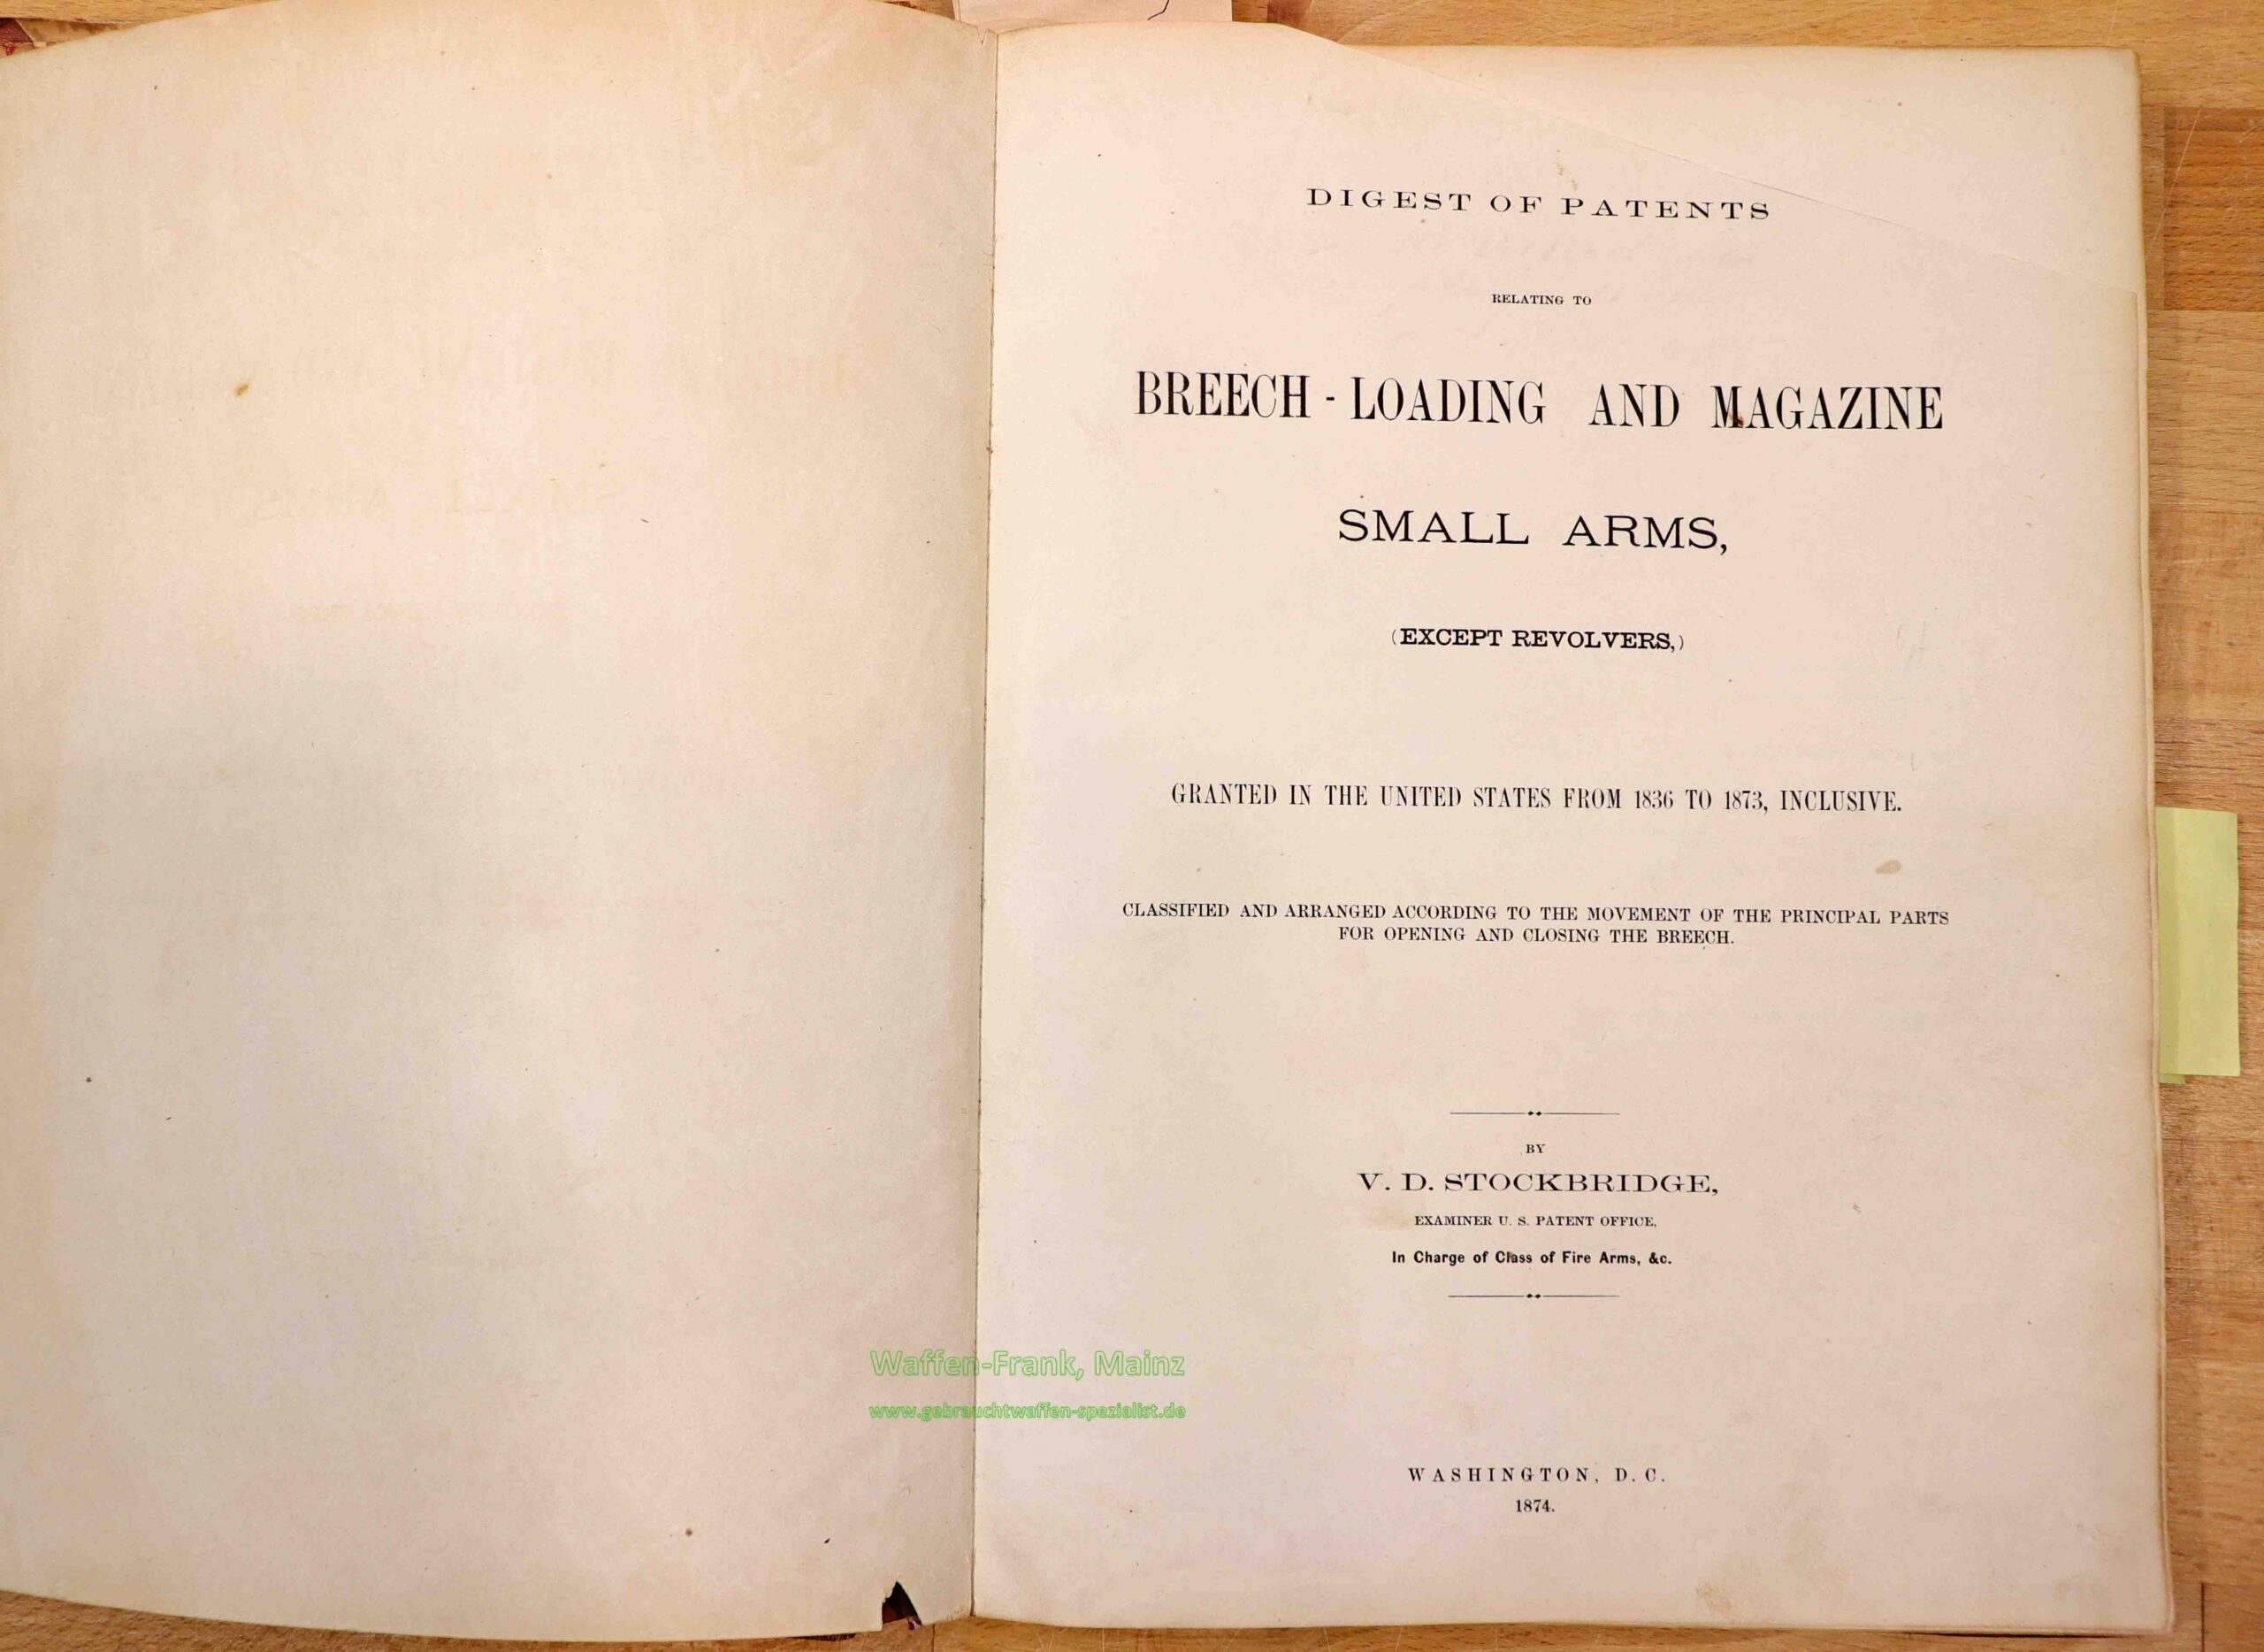 DIGEST OF PATENTS
RELATING TO
BREECH-LOADING AND MAGAZINE
SMALL ARMS,
(EXCEPT REVOLVERS,)
GRANTED IN THE UNITED STATES FROM 1836 TO 1873, INCLUSIVE.
CLASSIFIED AND ARRANGED ACCORDING TO THE MOVEMENT OF THE PRINCIPAL PARTS
FOR OPENING AND CLOSING THE BREECH.
BY
V. D. STOCKBRIDGE,
EXAMINER U. S. PATENT OFFICE,
In Charge of Class of Fire Arms, &c.
Waffen-Frank, Mainz
www.gebrauchtwaffen-spezialist.de
WASHINGTON, D. C.
1874.